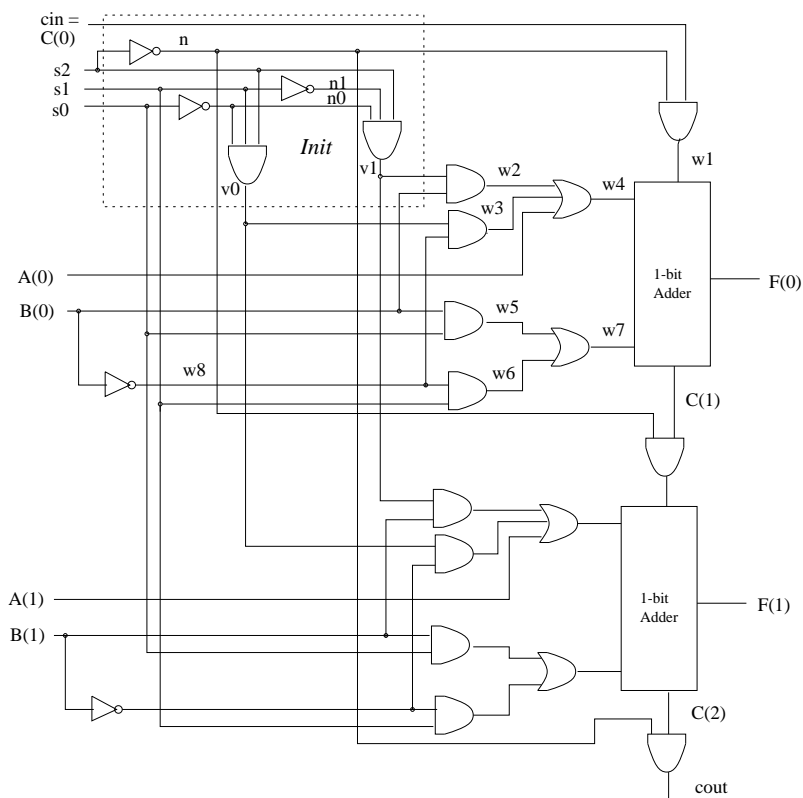 cin =
C(0)
n
s2
s1
n1
s0
n0
Init
v1
v0
w1
w2
w4
w3
A(0)
1-bit
Adder
F(0)
B(0)
w5
w7
w8
w6
C(1)
A(1)
1-bit
Adder
F(1)
B(1)
C(2)
cout